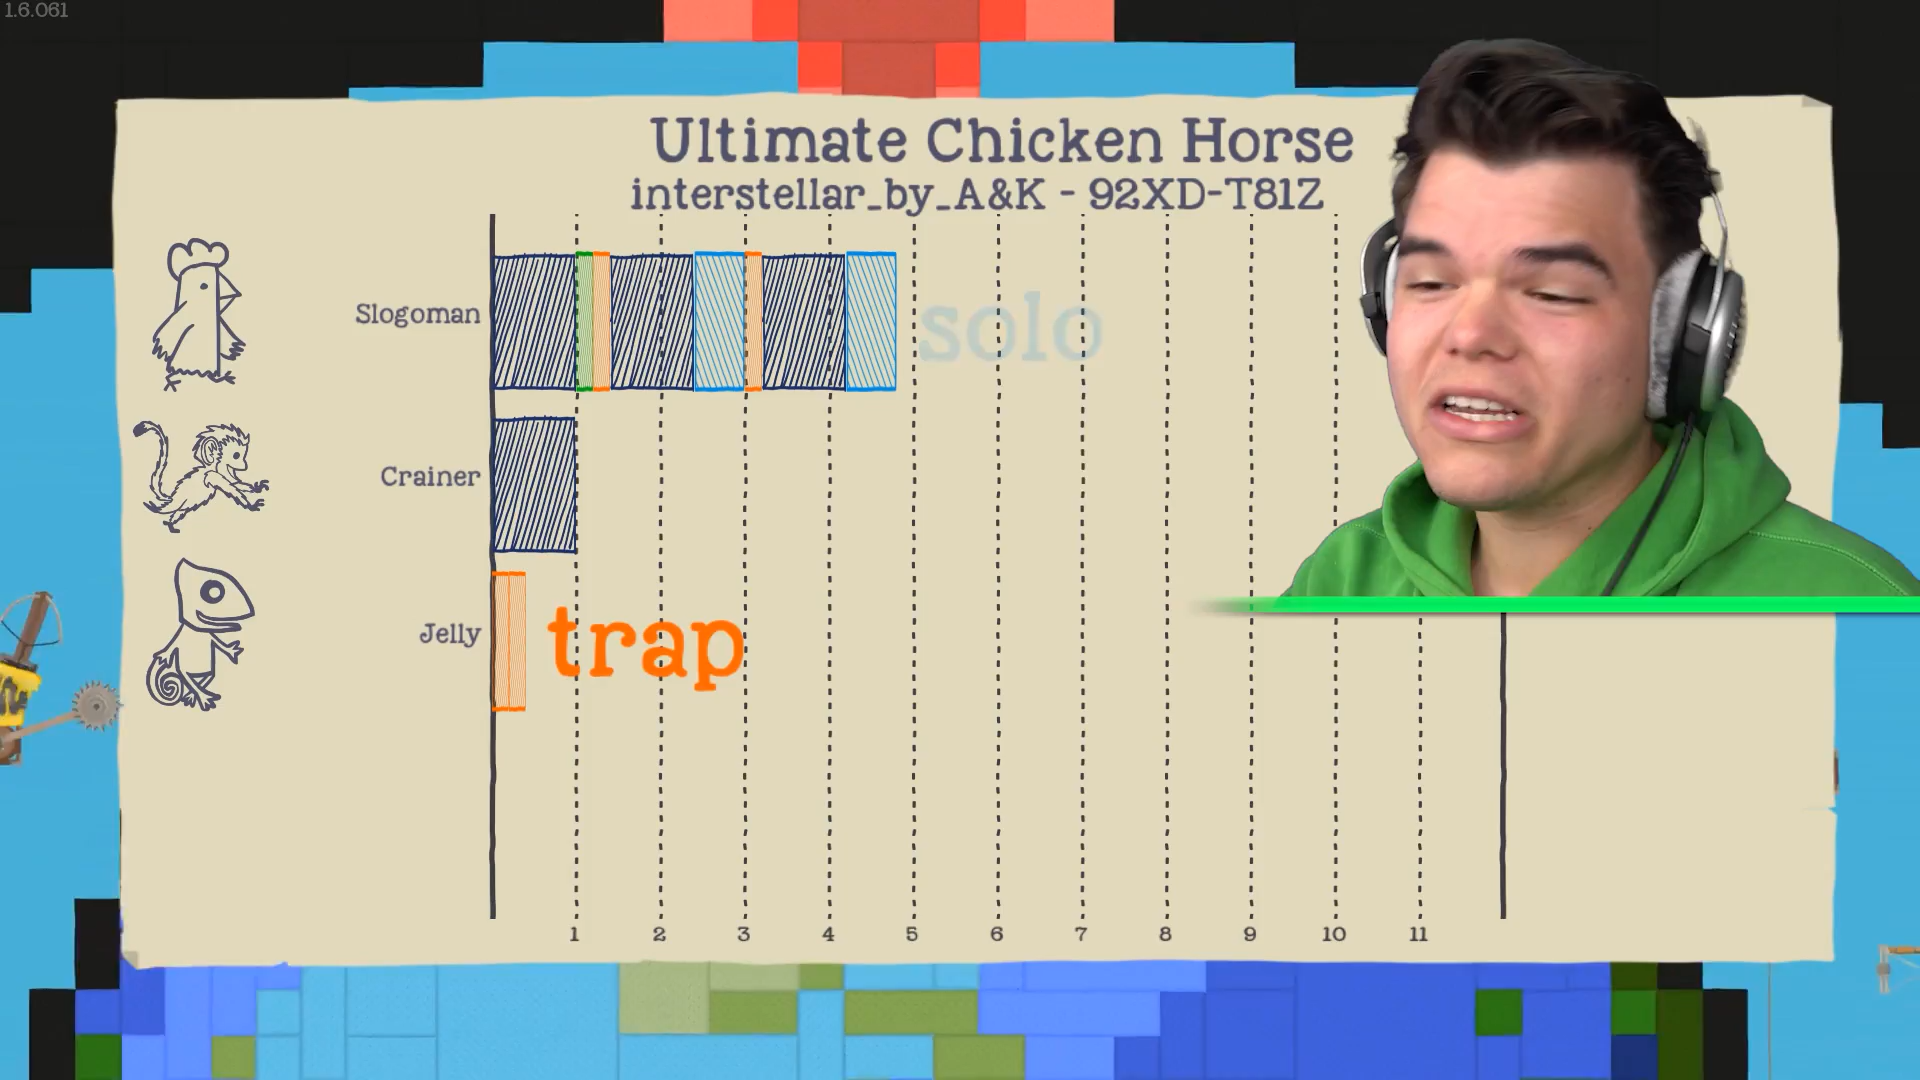 1.6.061
Ultimate Chicken Horse
interstellar_by_A&K - 92XD-T81Z
Slogoman
solo
Crainer
Jelly
trap
1 2 3 4 5 6 7 8 9 10 11